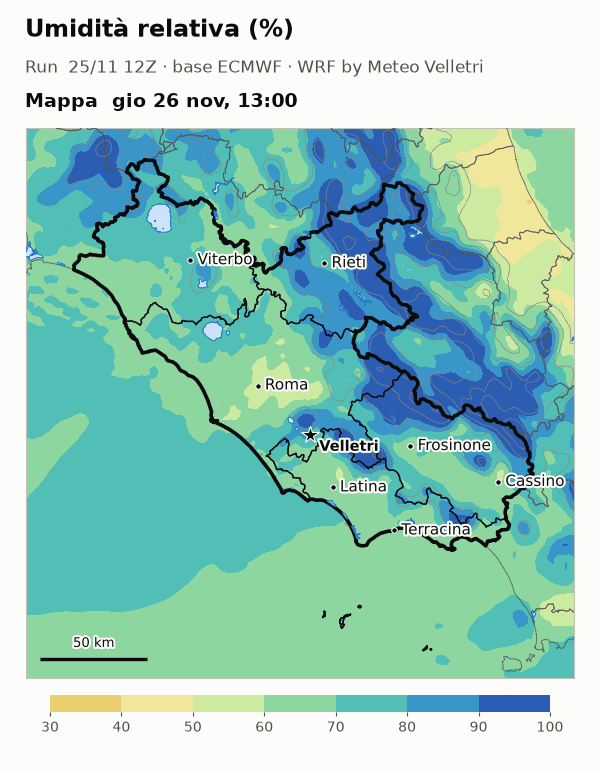 Umidità relativa (%)
Run  25/11 12Z · base ECMWF · WRF by Meteo Velletri
Mappa  gio 26 nov, 13:00
Viterbo
Rieti
Roma
Velletri
Frosinone
Latina
Cassino
Terracina
50 km
30 40 50 60 70 80 90 100